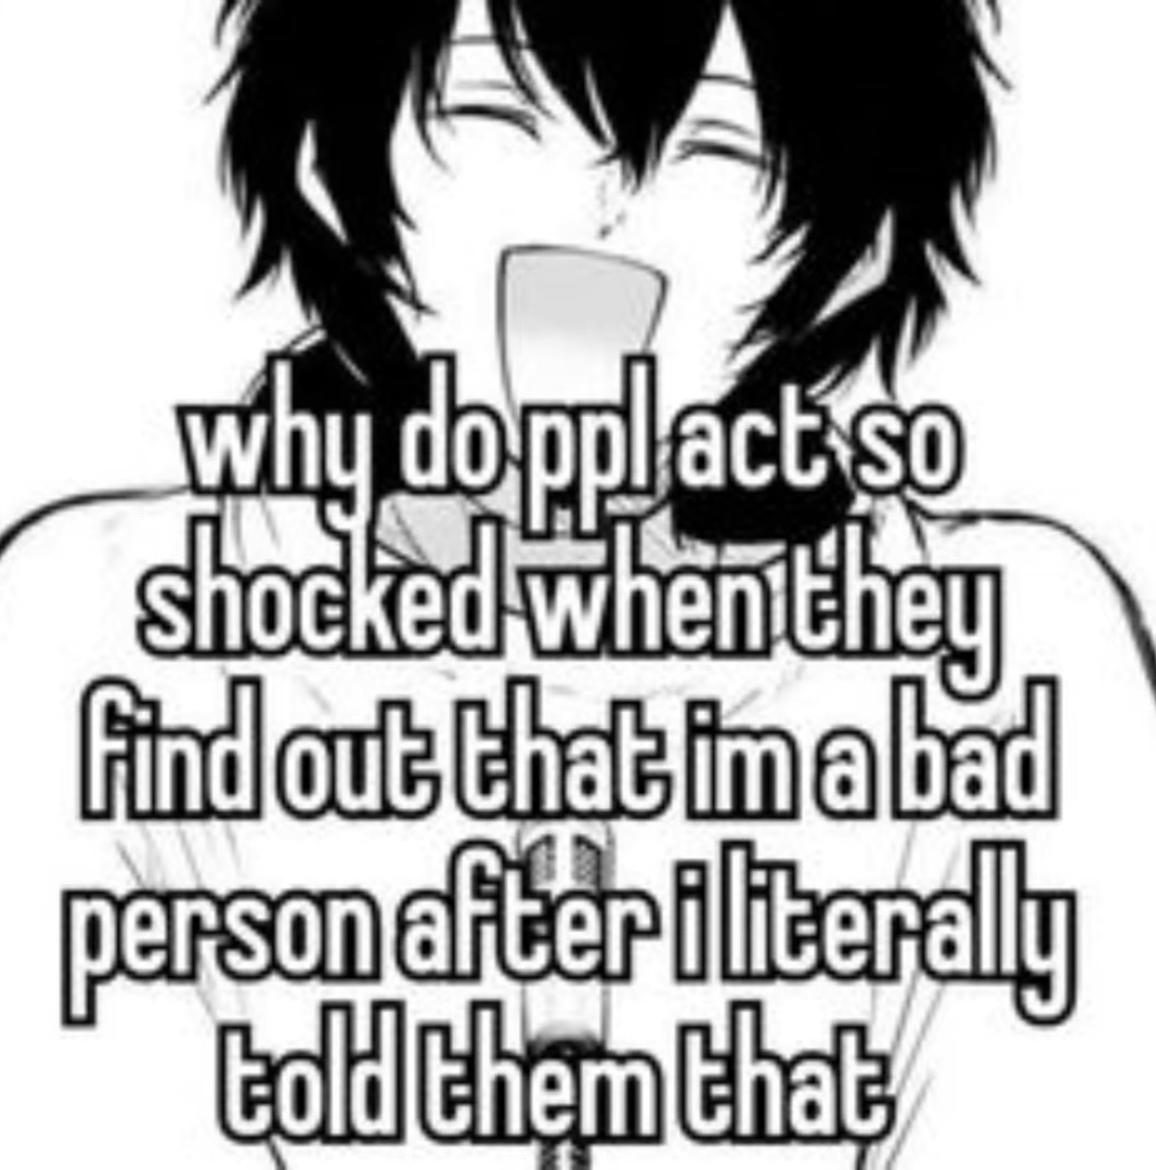 why do ppl act so
shocked when they
find out that im a bad
person after i literally
told them that